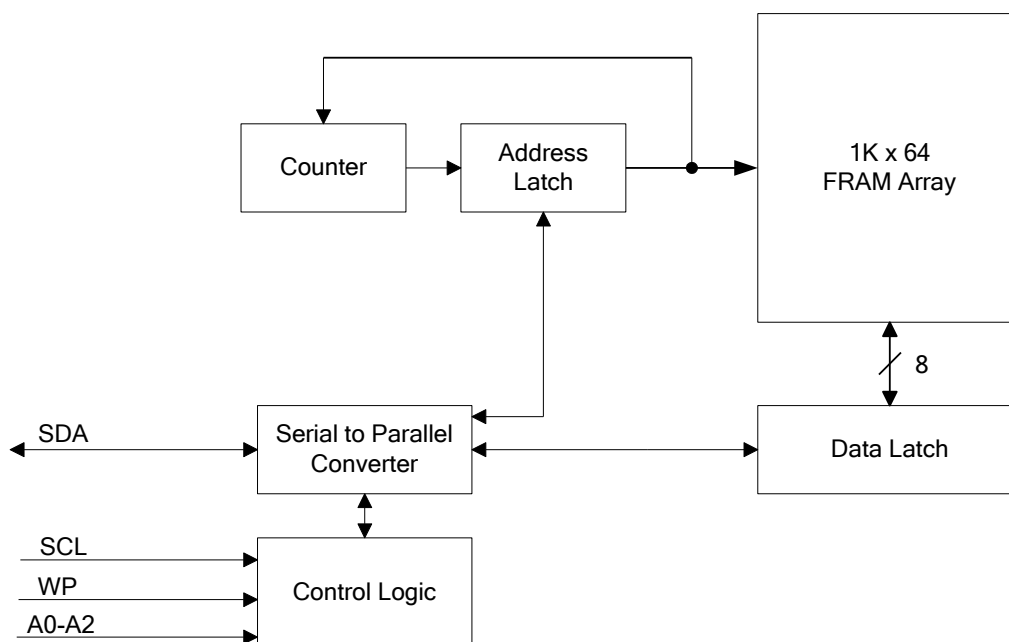 1K x 64
FRAM Array
Counter
Address
Latch
8
SDA
Serial to Parallel
Converter
Data Latch
SCL
WP
A0-A2
Control Logic